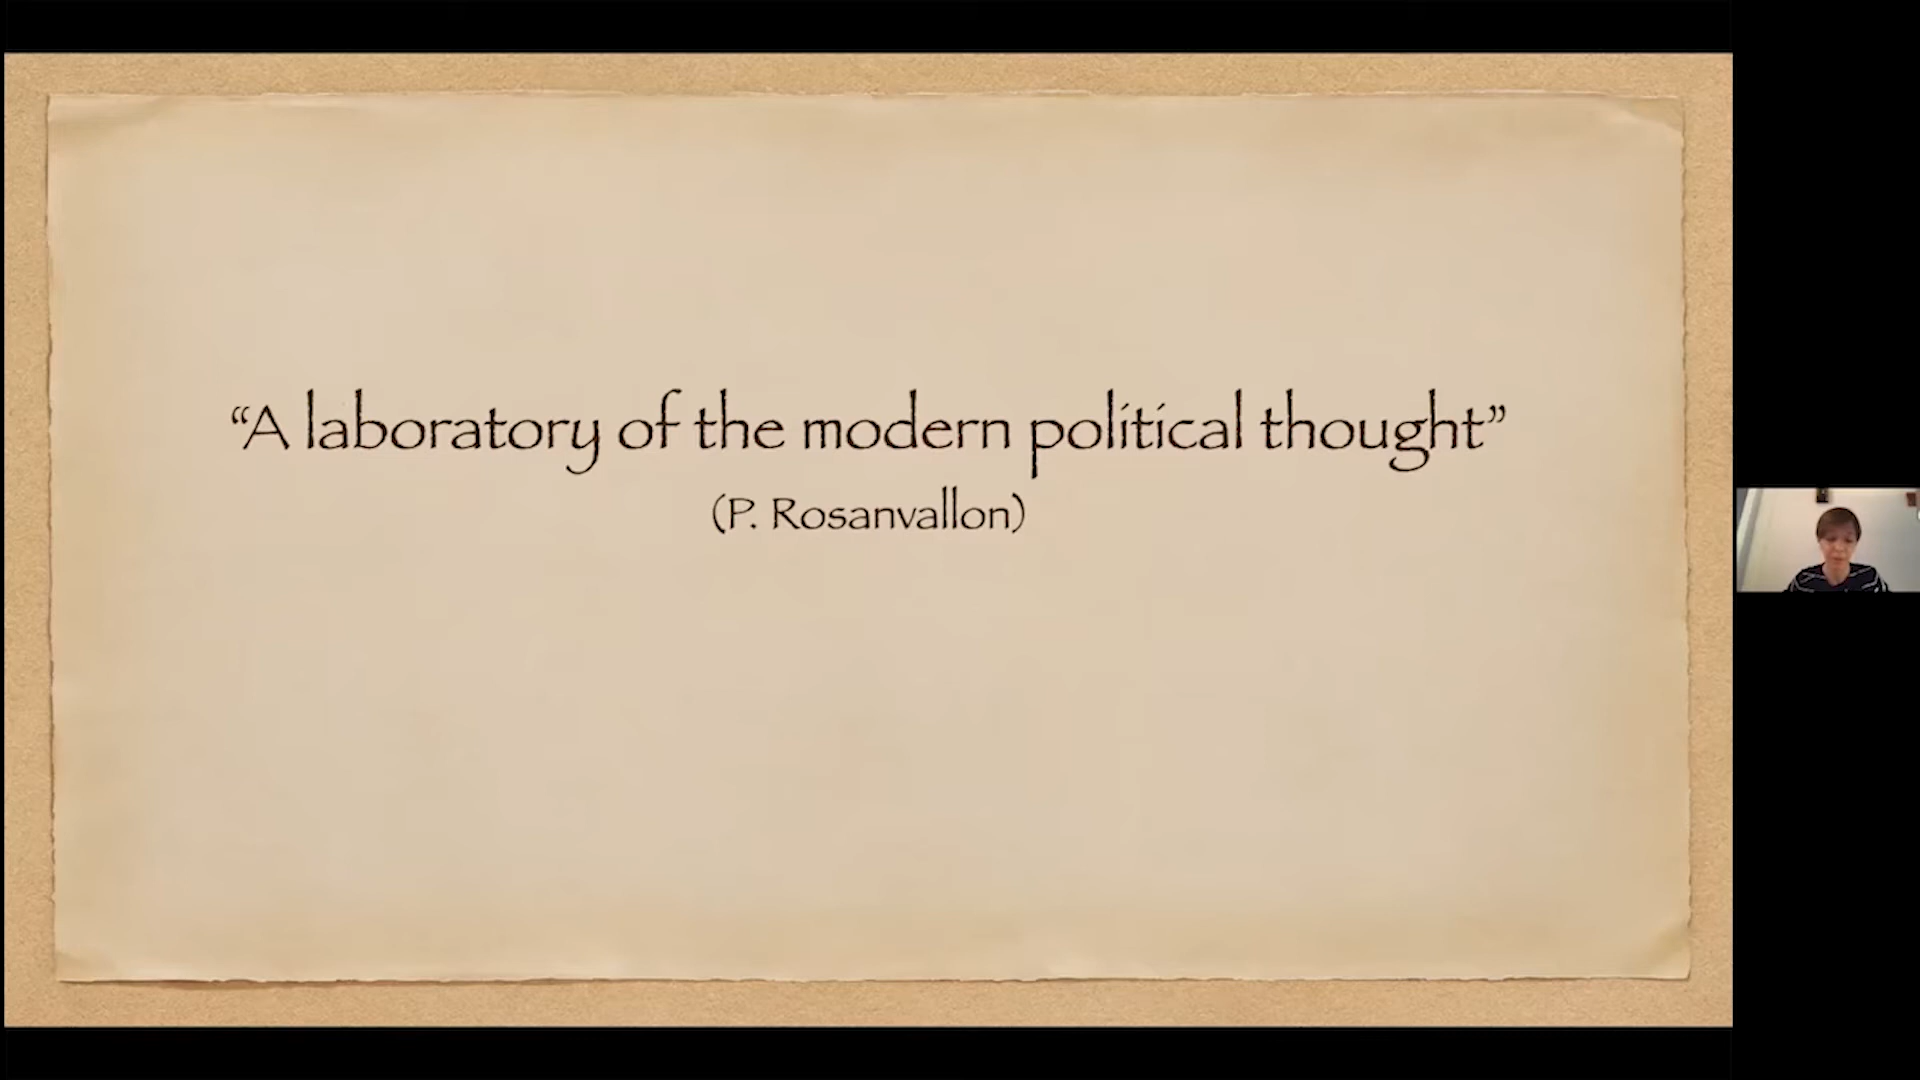 “A laboratory of the modern political thought”
(P. Rosanvallon)